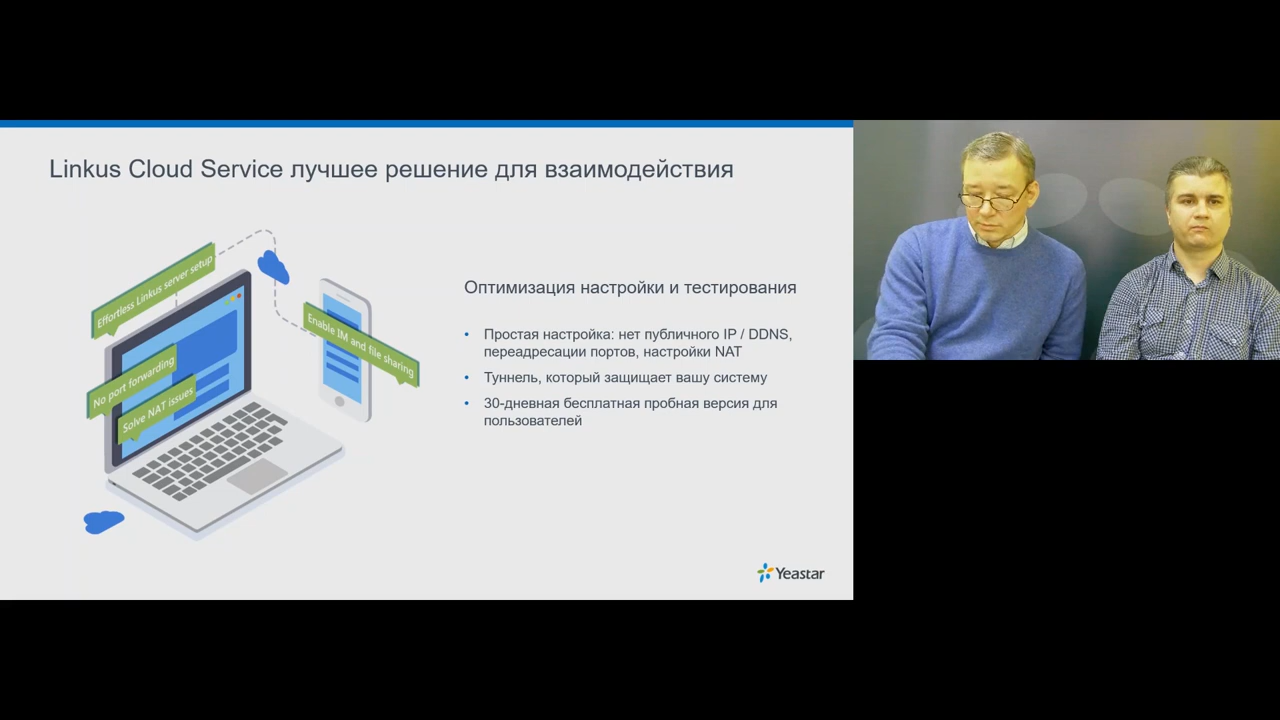 Linkus Cloud Service лучшее решение для взаимодействия
Effortless Linkus server setup
No port forwarding
Solve NAT issues
Enable IM and file sharing
Оптимизация настройки и тестирования
• Простая настройка: нет публичного IP / DDNS,
переадресации портов, настройки NAT
• Туннель, который защищает вашу систему
• 30-дневная бесплатная пробная версия для
пользователей
Yeastar